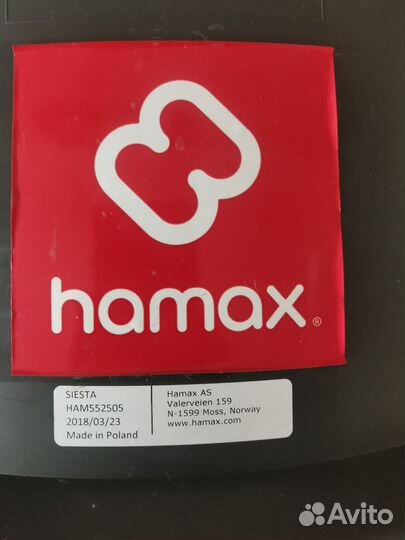 hamax®
SIESTA
HAM552505
2018/03/23
Made in Poland
Hamax AS
Valerveien 159
N-1599 Moss, Norway
www.hamax.com
Avito